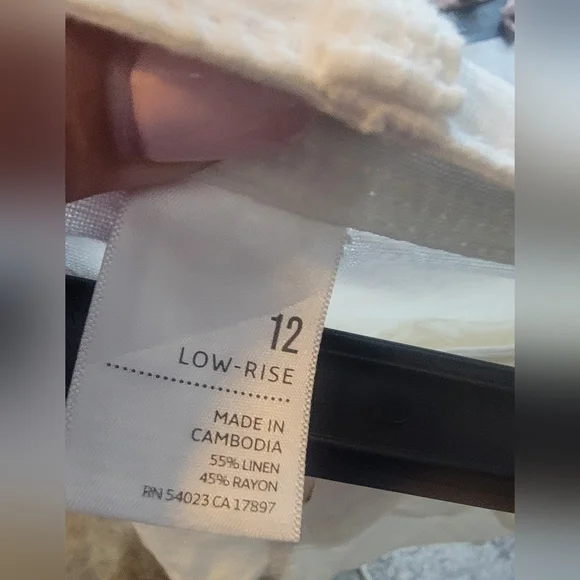 12
LOW-RISE
MADE IN
CAMBODIA
55% LINEN
45% RAYON
RN 54023 CA 17897